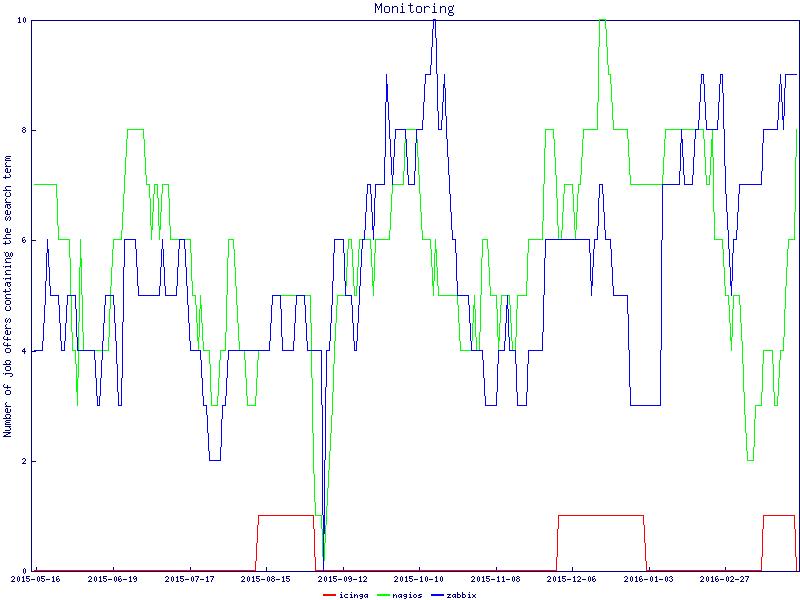 Monitoring
Number of job offers containing the search term
10
8
6
4
2
0
2015-05-16 2015-06-19 2015-07-17 2015-08-15 2015-09-12 2015-10-10 2015-11-08 2015-12-06 2016-01-03 2016-02-27
icinga nagios zabbix